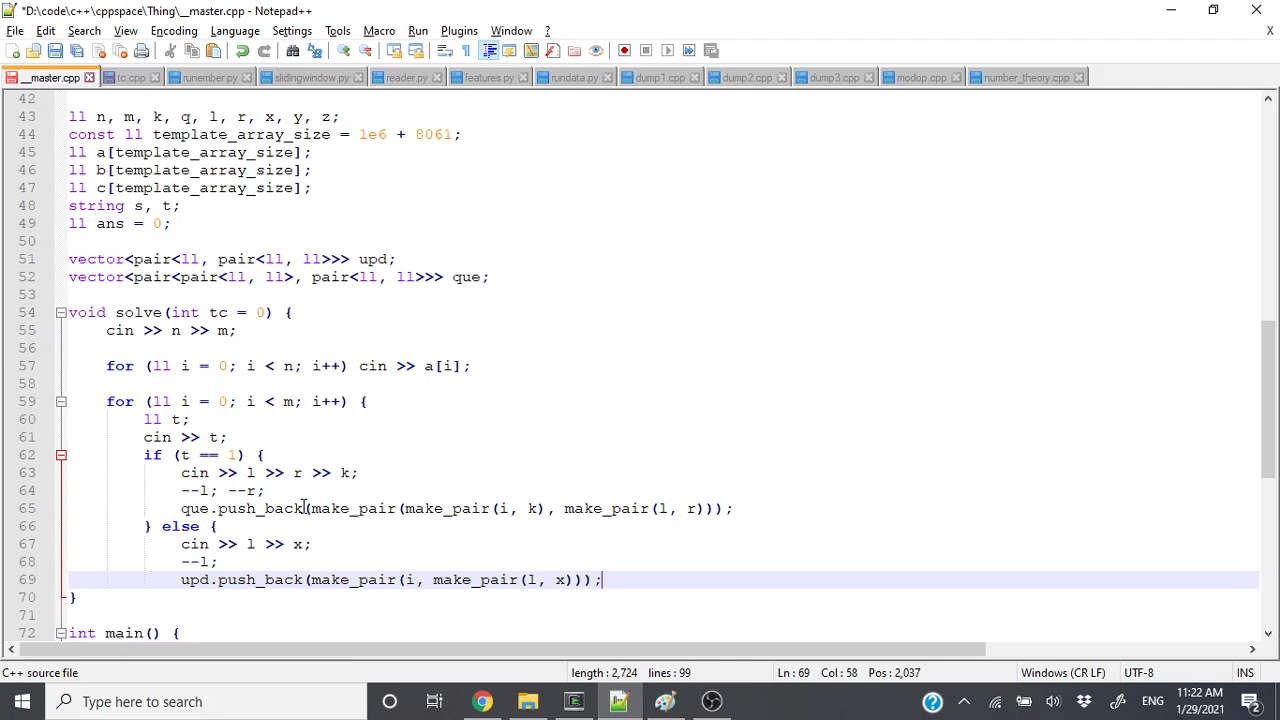 *D:\code\c++\cppspace\Thing\__master.cpp - Notepad++
File Edit Search View Encoding Language Settings Tools Macro Run Plugins Window ?
X
__master.cpp tc.cpp runember.py slidingwindow.py reader.py features.py rundata.py dump1.cpp dump2.cpp dump3.cpp modop.cpp number_theory.cpp
42
43 ll n, m, k, q, l, r, x, y, z;
44 const ll template_array_size = 1e6 + 8061;
45 ll a[template_array_size];
46 ll b[template_array_size];
47 ll c[template_array_size];
48 string s, t;
49 ll ans = 0;
50
51 vector<pair<ll, pair<ll, ll>>> upd;
52 vector<pair<pair<ll, ll>, pair<ll, ll>>> que;
53
54 void solve(int tc = 0) {
55 cin >> n >> m;
56
57 for (ll i = 0; i < n; i++) cin >> a[i];
58
59 for (ll i = 0; i < m; i++) {
60 ll t;
61 cin >> t;
62 if (t == 1) {
63 cin >> l >> r >> k;
64 --l; --r;
65 que.push_back(make_pair(make_pair(i, k), make_pair(l, r)));
66 } else {
67 cin >> l >> x;
68 --l;
69 upd.push_back(make_pair(i, make_pair(l, x)));
70 }
71
72 int main() {
C++ source file length : 2,724 lines : 99 Ln : 69 Col : 58 Pos : 2,037 Windows (CR LF) UTF-8 INS
Type here to search
ENG
11:22 AM
1/29/2021
2